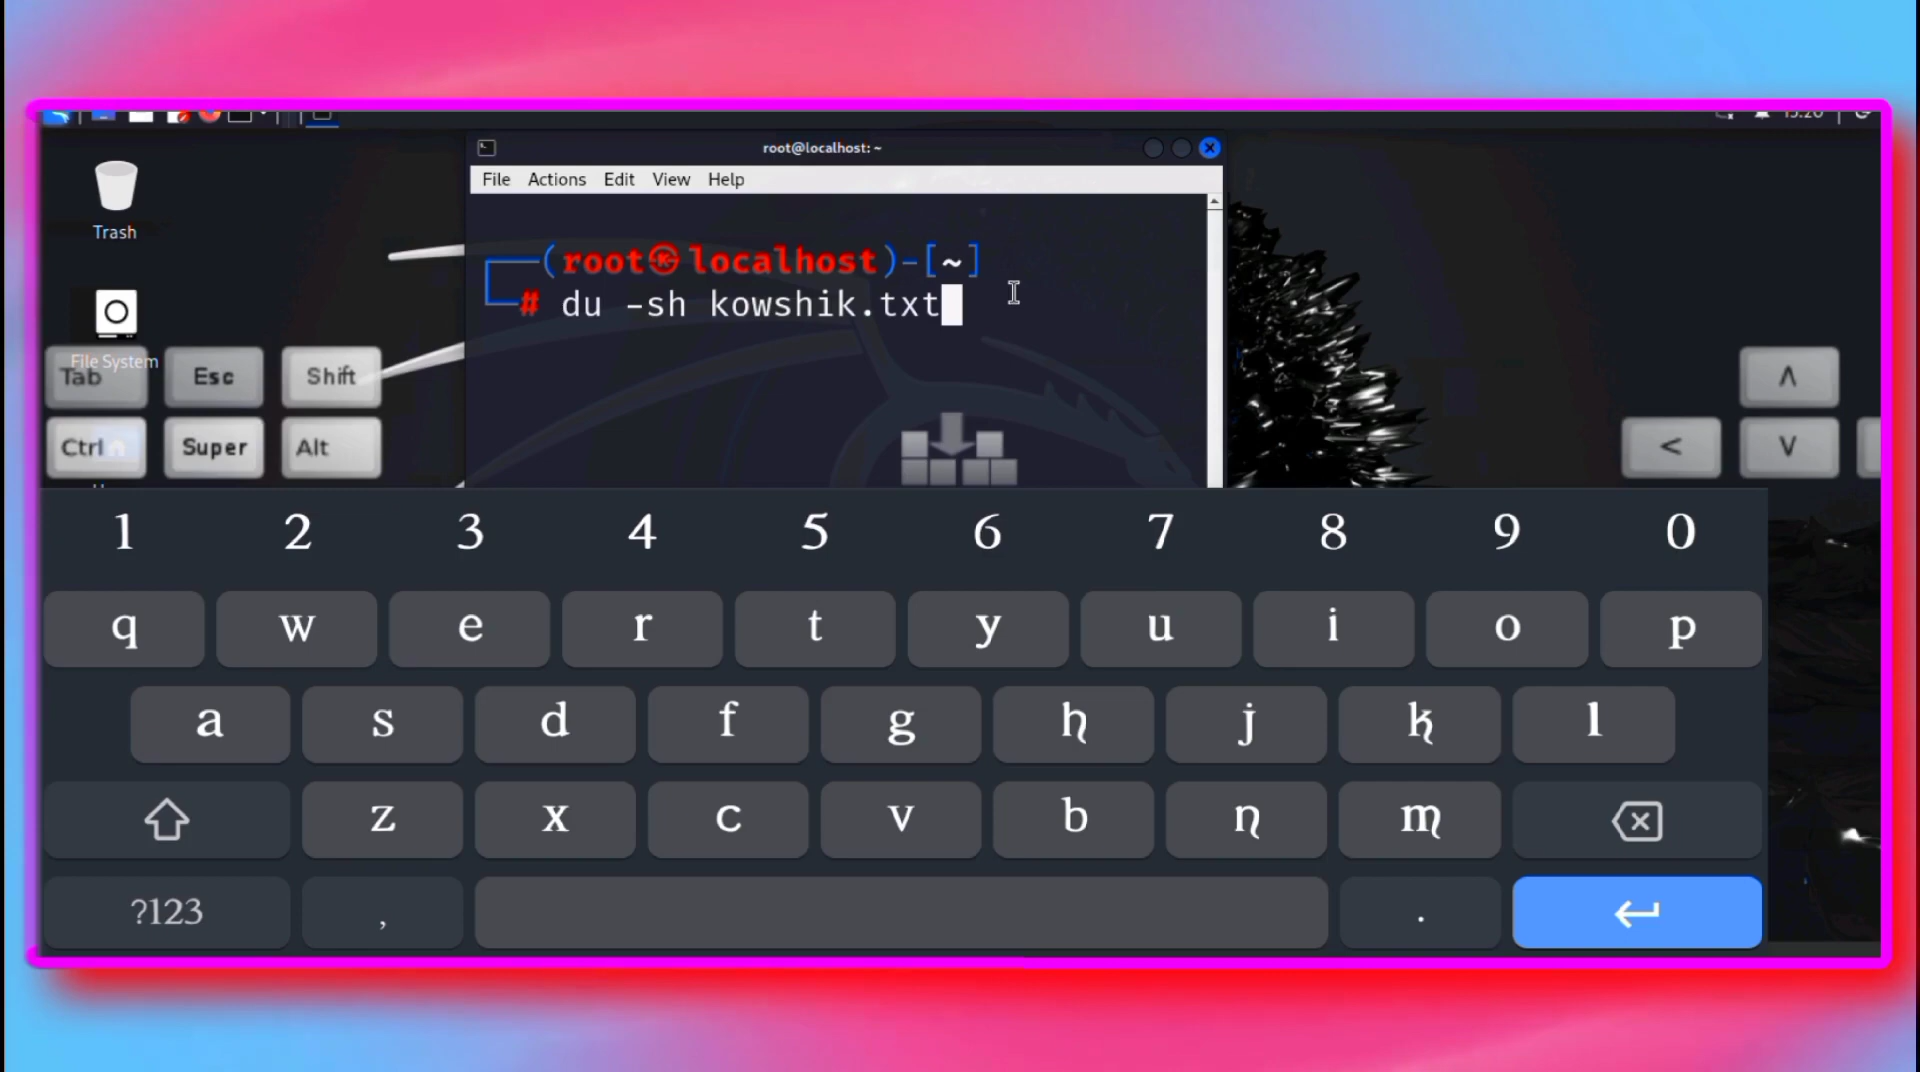 root@localhost: ~
File Actions Edit View Help
Trash
(root㉿localhost)-[~]
# du -sh kowshik.txt
File System
Tab Esc Shift
Ctrl Super Alt
1 2 3 4 5 6 7 8 9 0
q w e r t y u i o p
a s d f g h j k l
z x c v b n m
?123 , .